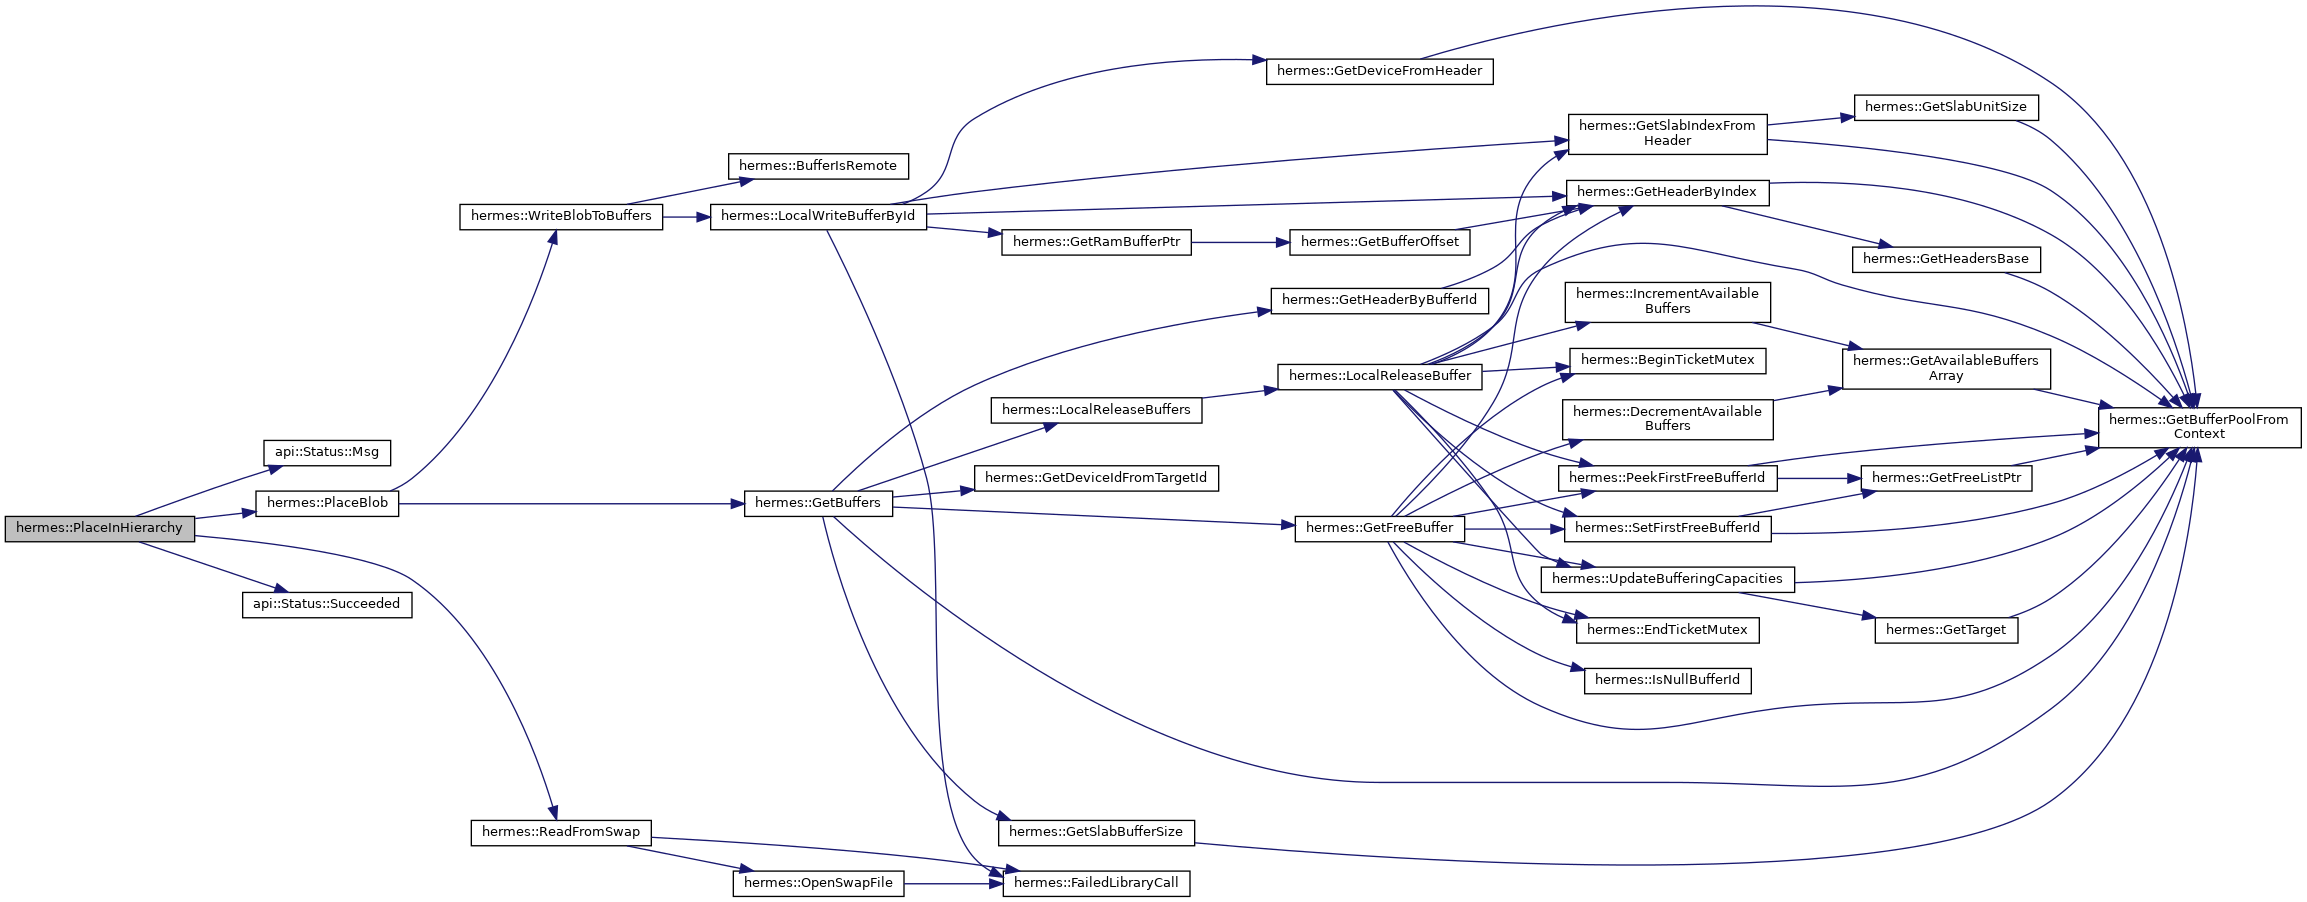 hermes::PlaceInHierarchy
api::Status::Msg
hermes::PlaceBlob
api::Status::Succeeded
hermes::WriteBlobToBuffers
hermes::ReadFromSwap
hermes::BufferIsRemote
hermes::LocalWriteBufferById
hermes::GetBuffers
hermes::OpenSwapFile
hermes::GetRamBufferPtr
hermes::LocalReleaseBuffers
hermes::GetDeviceIdFromTargetId
hermes::GetSlabBufferSize
hermes::FailedLibraryCall
hermes::GetDeviceFromHeader
hermes::GetBufferOffset
hermes::GetHeaderByBufferId
hermes::LocalReleaseBuffer
hermes::GetFreeBuffer
hermes::GetSlabIndexFrom
Header
hermes::GetHeaderByIndex
hermes::IncrementAvailable
Buffers
hermes::BeginTicketMutex
hermes::DecrementAvailable
Buffers
hermes::PeekFirstFreeBufferId
hermes::SetFirstFreeBufferId
hermes::UpdateBufferingCapacities
hermes::EndTicketMutex
hermes::IsNullBufferId
hermes::GetSlabUnitSize
hermes::GetHeadersBase
hermes::GetAvailableBuffers
Array
hermes::GetFreeListPtr
hermes::GetTarget
hermes::GetBufferPoolFrom
Context